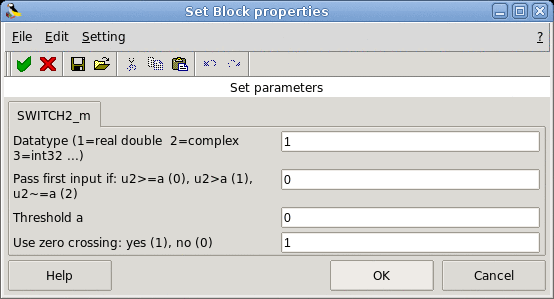 Set Block properties
File Edit Setting ?
Set parameters
SWITCH2_m
Datatype (1=real double  2=complex
3=int32 ...)
1
Pass first input if: u2>=a (0), u2>a (1),
u2~=a (2)
0
Threshold a
0
Use zero crossing: yes (1), no (0)
1
Help OK Cancel